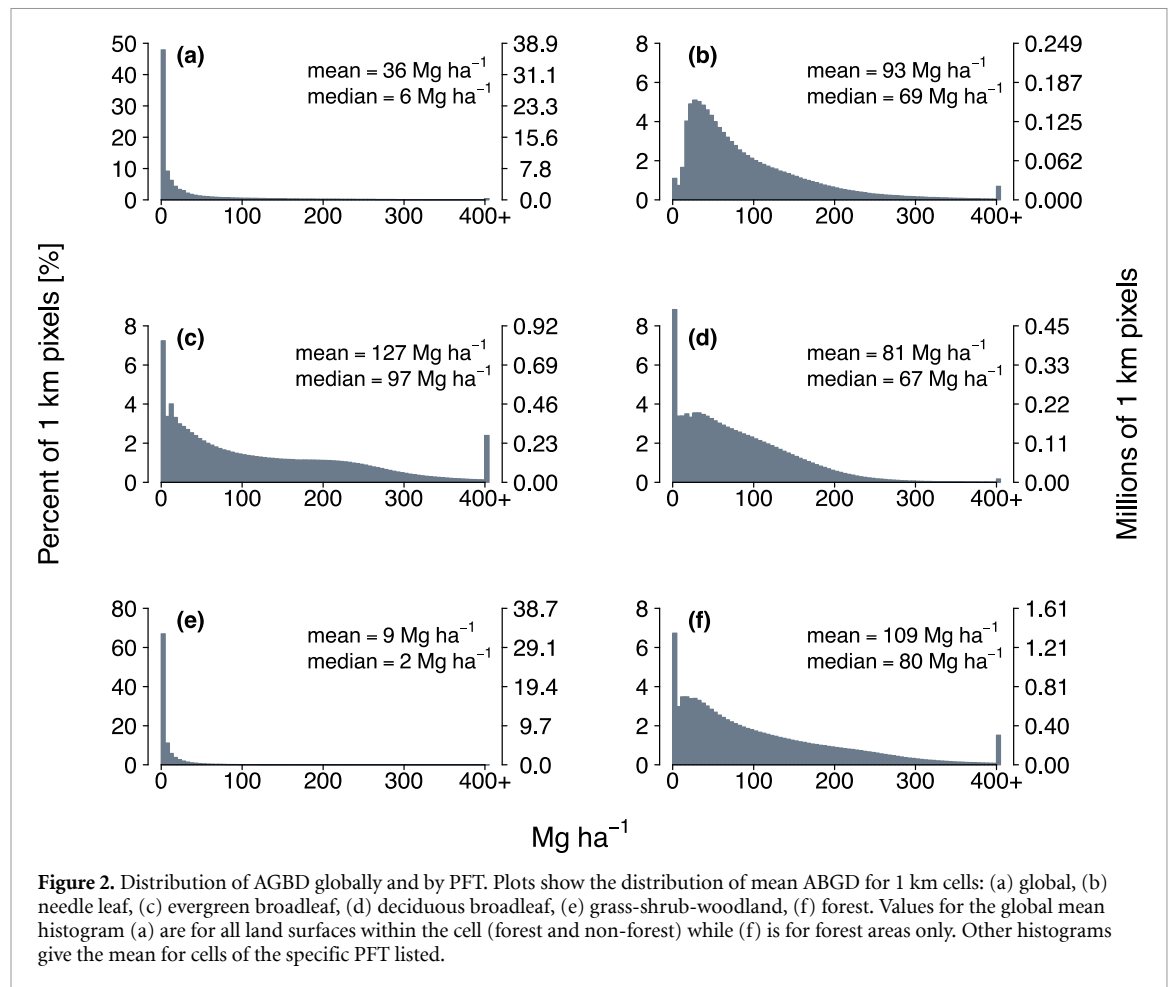 Percent of 1 km pixels [%]
Millions of 1 km pixels
(a)
mean = 36 Mg ha⁻¹
median = 6 Mg ha⁻¹
50
40
30
20
10
0
38.9
31.1
23.3
15.6
7.8
0.0
0 100 200 300 400+
(b)
mean = 93 Mg ha⁻¹
median = 69 Mg ha⁻¹
8
6
4
2
0
0.249
0.187
0.125
0.062
0.000
0 100 200 300 400+
(c)
mean = 127 Mg ha⁻¹
median = 97 Mg ha⁻¹
8
6
4
2
0
0.92
0.69
0.46
0.23
0.00
0 100 200 300 400+
(d)
mean = 81 Mg ha⁻¹
median = 67 Mg ha⁻¹
8
6
4
2
0
0.45
0.33
0.22
0.11
0.00
0 100 200 300 400+
(e)
mean = 9 Mg ha⁻¹
median = 2 Mg ha⁻¹
80
60
40
20
0
38.7
29.1
19.4
9.7
0.0
0 100 200 300 400+
(f)
mean = 109 Mg ha⁻¹
median = 80 Mg ha⁻¹
8
6
4
2
0
1.61
1.21
0.81
0.40
0.00
0 100 200 300 400+
Mg ha⁻¹
Figure 2. Distribution of AGBD globally and by PFT. Plots show the distribution of mean ABGD for 1 km cells: (a) global, (b)
needle leaf, (c) evergreen broadleaf, (d) deciduous broadleaf, (e) grass-shrub-woodland, (f) forest. Values for the global mean
histogram (a) are for all land surfaces within the cell (forest and non-forest) while (f) is for forest areas only. Other histograms
give the mean for cells of the specific PFT listed.